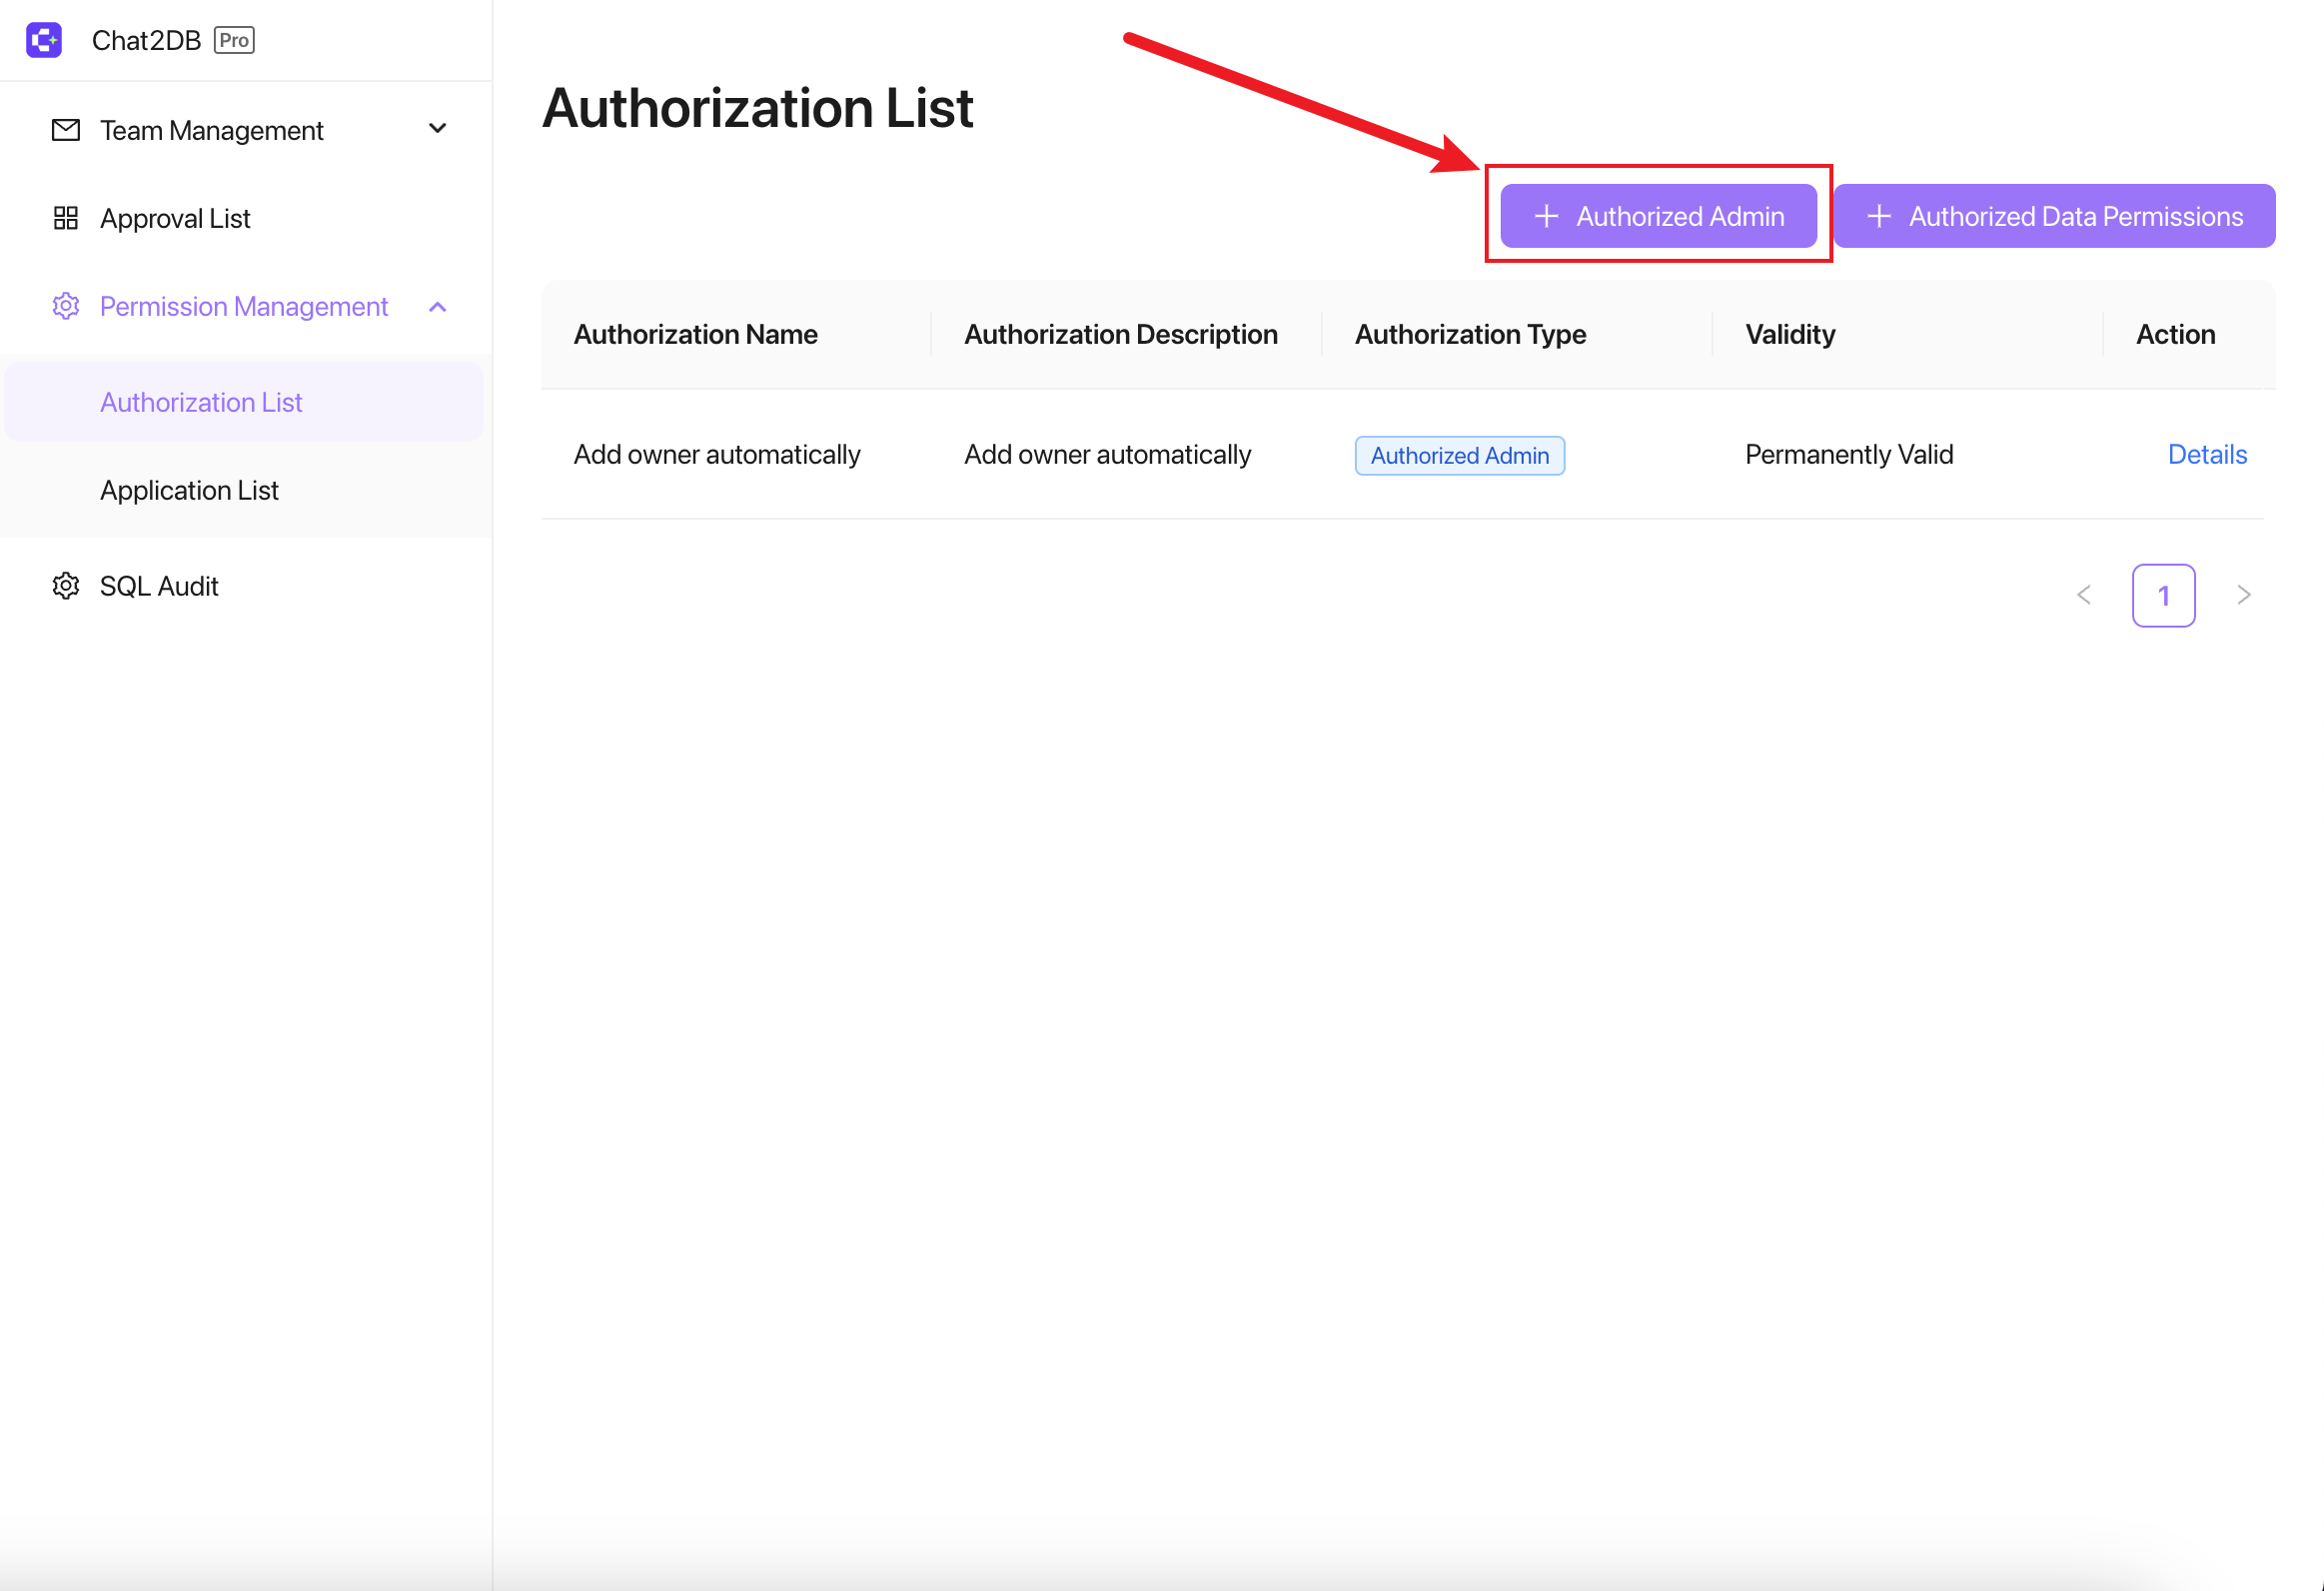 Chat2DB Pro
Team Management
Approval List
Permission Management
Authorization List
Application List
SQL Audit
Authorization List
Authorized Admin
Authorized Data Permissions
Authorization Name Authorization Description Authorization Type Validity Action
Add owner automatically Add owner automatically Authorized Admin Permanently Valid Details
1